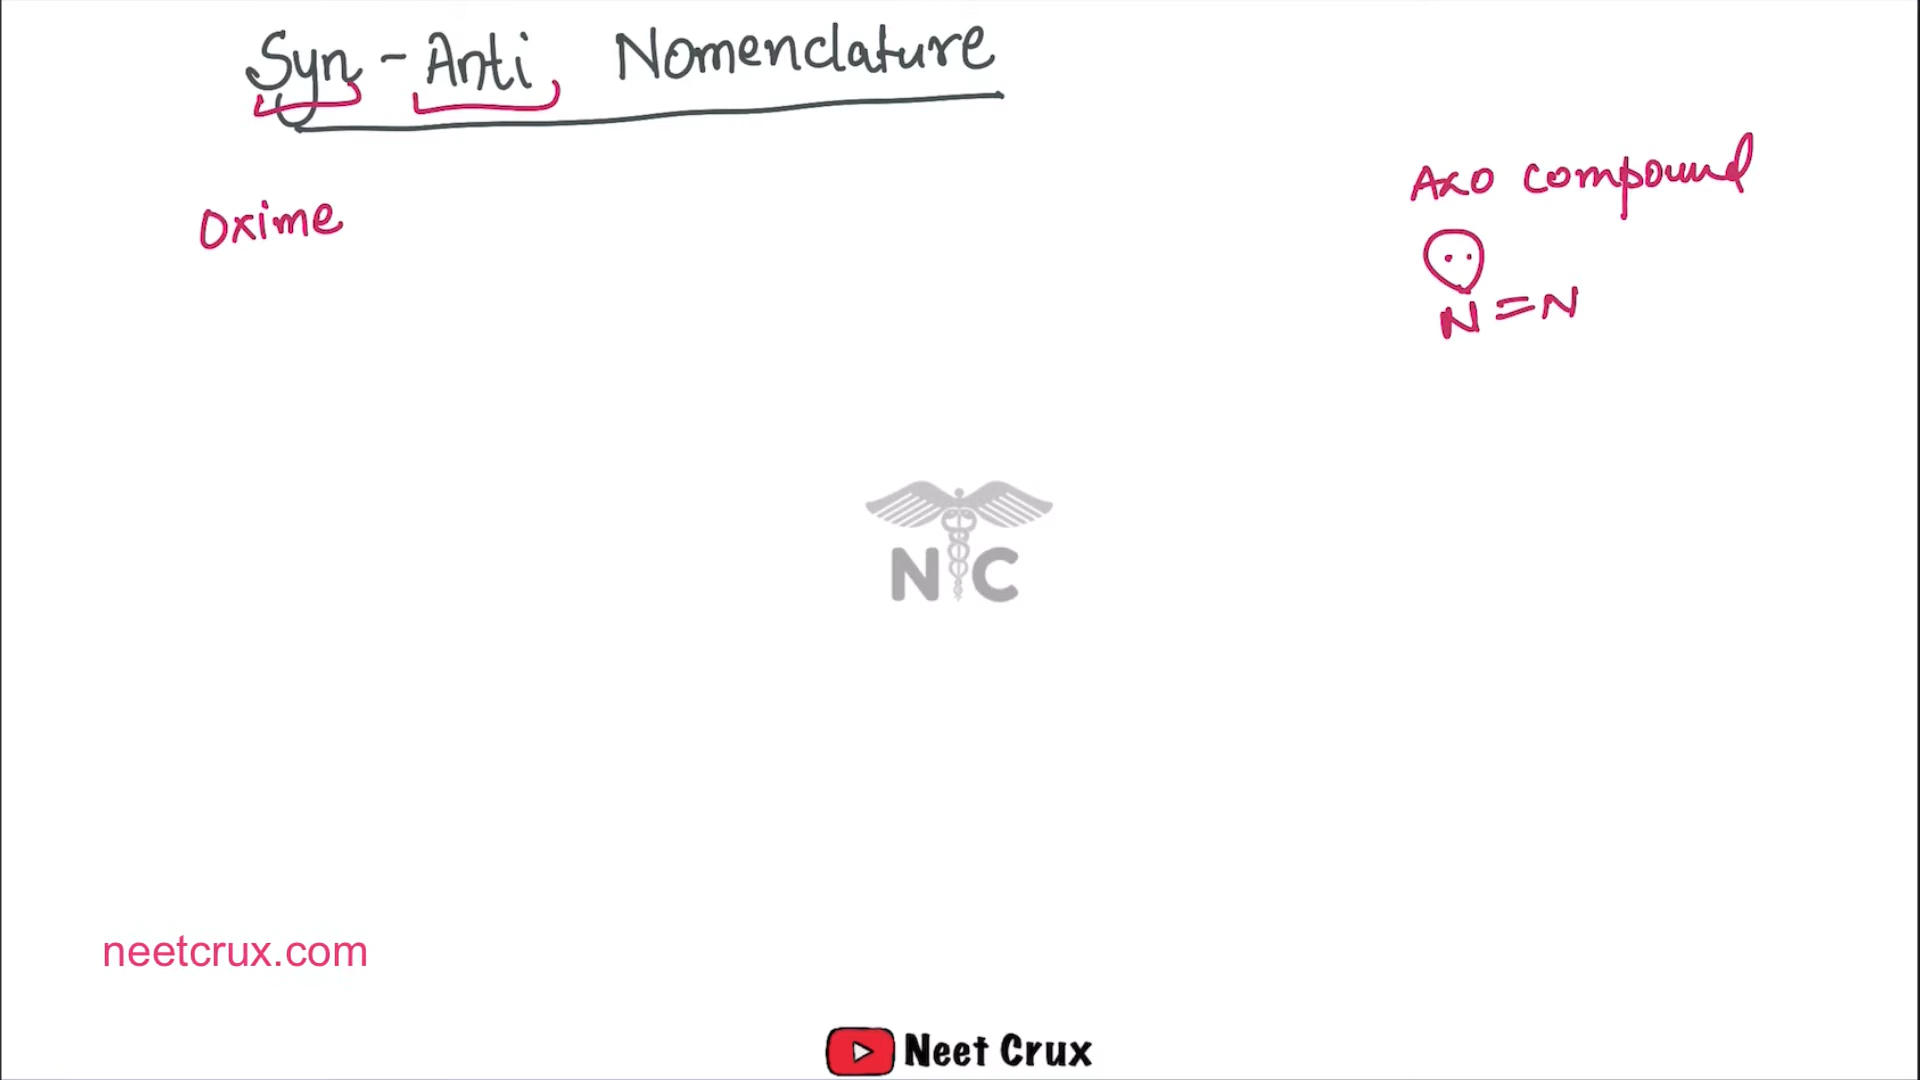 Syn - Anti Nomenclature
Azo compound
Oxime
N=N
NC
neetcrux.com
Neet Crux